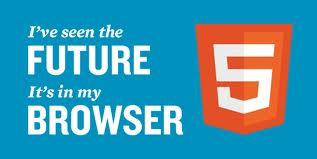 I've seen the
FUTURE
It's in my
BROWSER
5